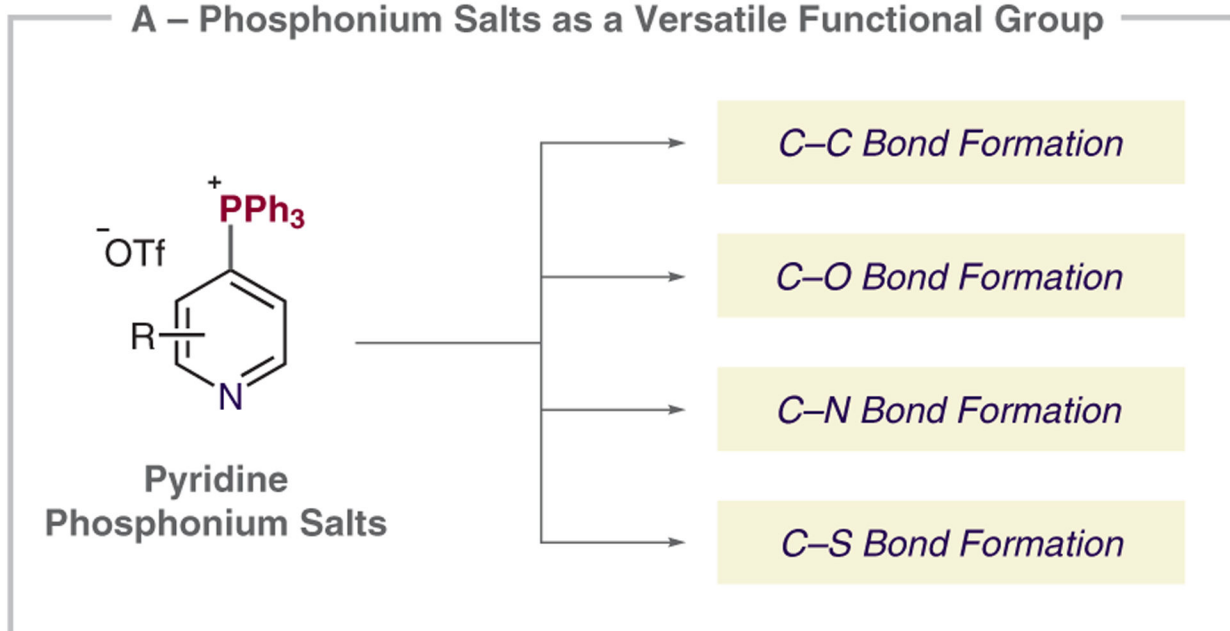 A – Phosphonium Salts as a Versatile Functional Group
C–C Bond Formation
+
PPh3
−OTf
C–O Bond Formation
R
N
C–N Bond Formation
Pyridine
Phosphonium Salts
C–S Bond Formation